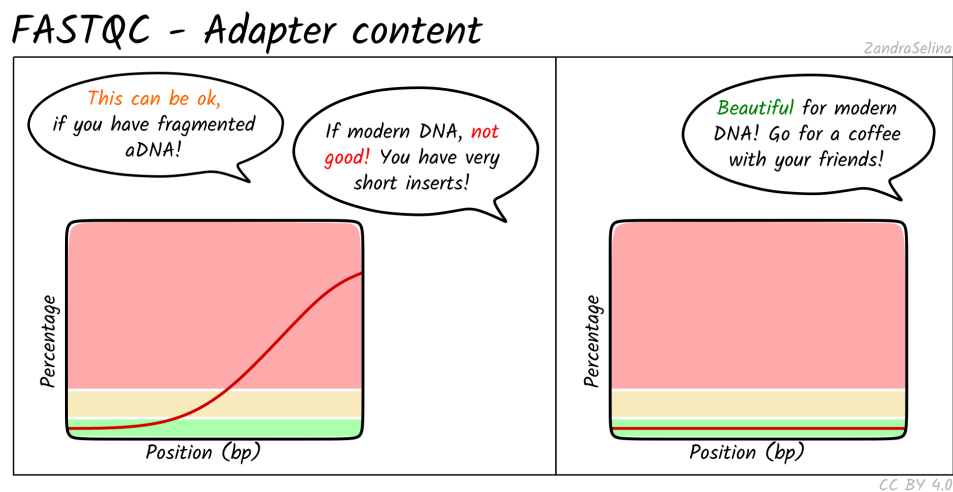 FASTQC - Adapter content
ZandraSelina
This can be ok,
if you have fragmented
aDNA!
If modern DNA, not
good! You have very
short inserts!
Percentage
Position (bp)
Beautiful for modern
DNA! Go for a coffee
with your friends!
Percentage
Position (bp)
CC BY 4.0